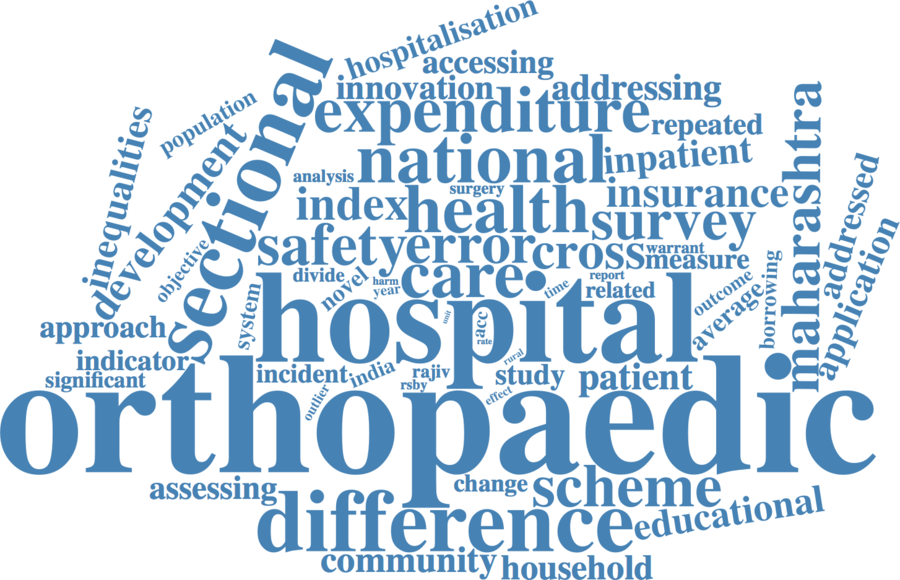 hospitalisation
accessing
innovation
addressing
expenditure
repeated
population
inequalities
development
sectional
national
inpatient
maharashtra
analysis
surgery
insurance
index
health
survey
addressed
objective
safety
error
cross
warrant
measure
application
divide
novel
harm
year
care
report
related
time
outcome
average
borrowing
system
hospital
unit
acc
rate
approach
indicator
significant
incident
india
rajiv
rsby
rural
study
patient
outlier
effect
orthopaedic
assessing
change
scheme
difference
educational
community
household